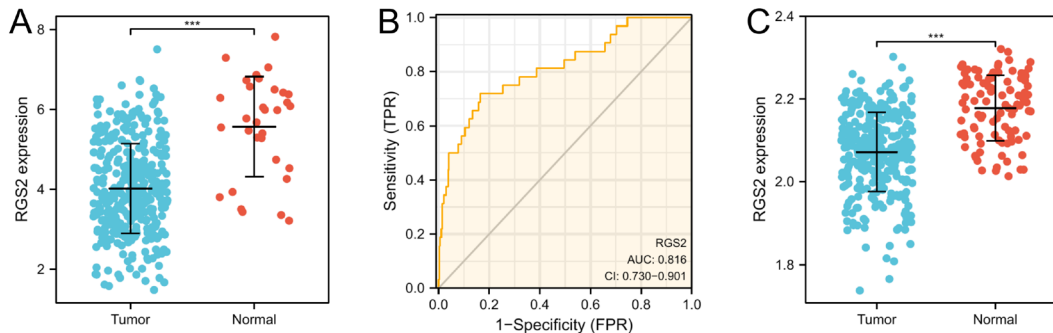 A
RGS2 expression
8
6
4
2
***
Tumor
Normal
B
Sensitivity (TPR)
1.0
0.8
0.6
0.4
0.2
0.0
RGS2
AUC: 0.816
CI: 0.730−0.901
0.0
0.2
0.4
0.6
0.8
1.0
1−Specificity (FPR)
C
RGS2 expression
2.4
2.2
2.0
1.8
***
Tumor
Normal